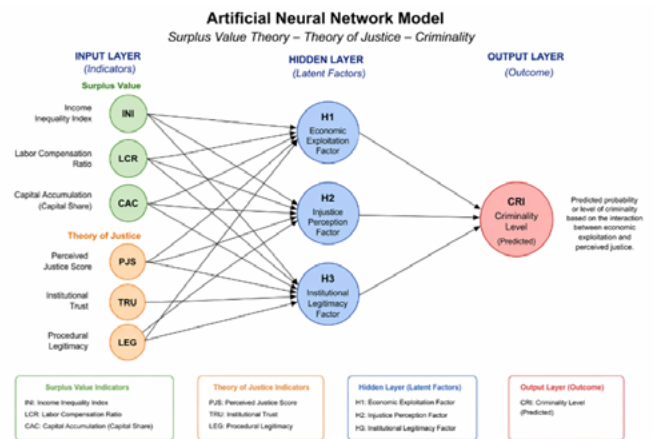 Artificial Neural Network Model
Surplus Value Theory – Theory of Justice – Criminality
INPUT LAYER
(Indicators)
HIDDEN LAYER
(Latent Factors)
OUTPUT LAYER
(Outcome)
Surplus Value
Income
Inequality Index
INI
Labor Compensation
Ratio
LCR
Capital Accumulation
(Capital Share)
CAC
Theory of Justice
Perceived
Justice Score
PJS
Institutional
Trust
TRU
Procedural
Legitimacy
LEG
H1
Economic
Exploitation
Factor
H2
Injustice
Perception
Factor
H3
Institutional
Legitimacy
Factor
CRI
Criminality
Level
(Predicted)
Predicted probability
or level of criminality
based on the interaction
between economic
exploitation and
perceived justice.
Surplus Value Indicators
INI: Income Inequality Index
LCR: Labor Compensation Ratio
CAC: Capital Accumulation (Capital Share)
Theory of Justice Indicators
PJS: Perceived Justice Score
TRU: Institutional Trust
LEG: Procedural Legitimacy
Hidden Layer (Latent Factors)
H1: Economic Exploitation Factor
H2: Injustice Perception Factor
H3: Institutional Legitimacy Factor
Output Layer (Outcome)
CRI: Criminality Level
(Predicted)